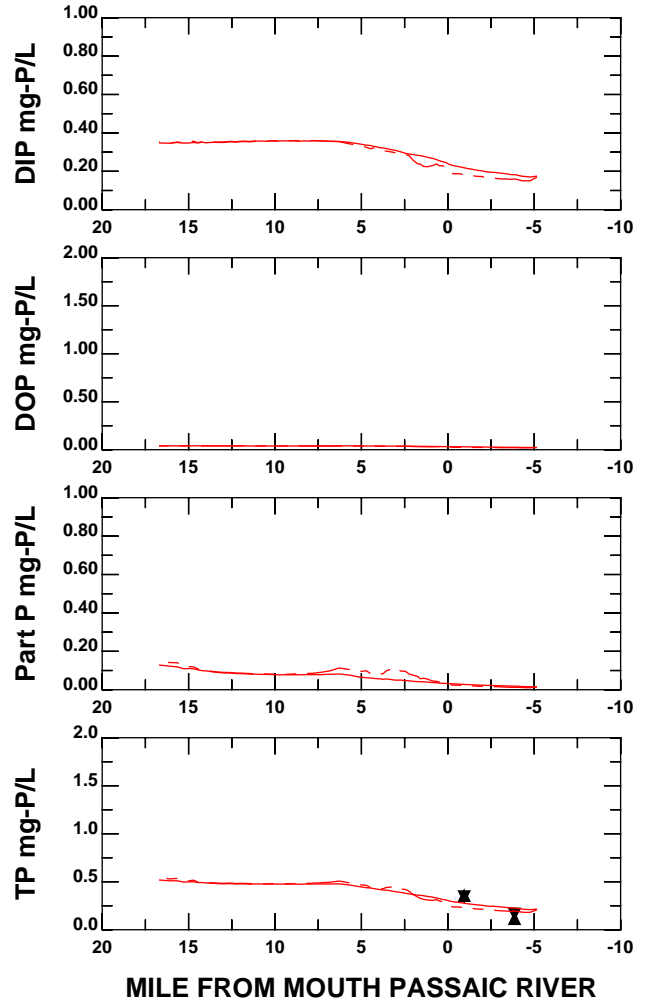 DIP mg-P/L
1.00
0.80
0.60
0.40
0.20
0.00
20 15 10 5 0 -5 -10
DOP mg-P/L
2.00
1.50
1.00
0.50
0.00
20 15 10 5 0 -5 -10
Part P mg-P/L
1.00
0.80
0.60
0.40
0.20
0.00
20 15 10 5 0 -5 -10
TP mg-P/L
2.0
1.5
1.0
0.5
0.0
20 15 10 5 0 -5 -10
MILE FROM MOUTH PASSAIC RIVER